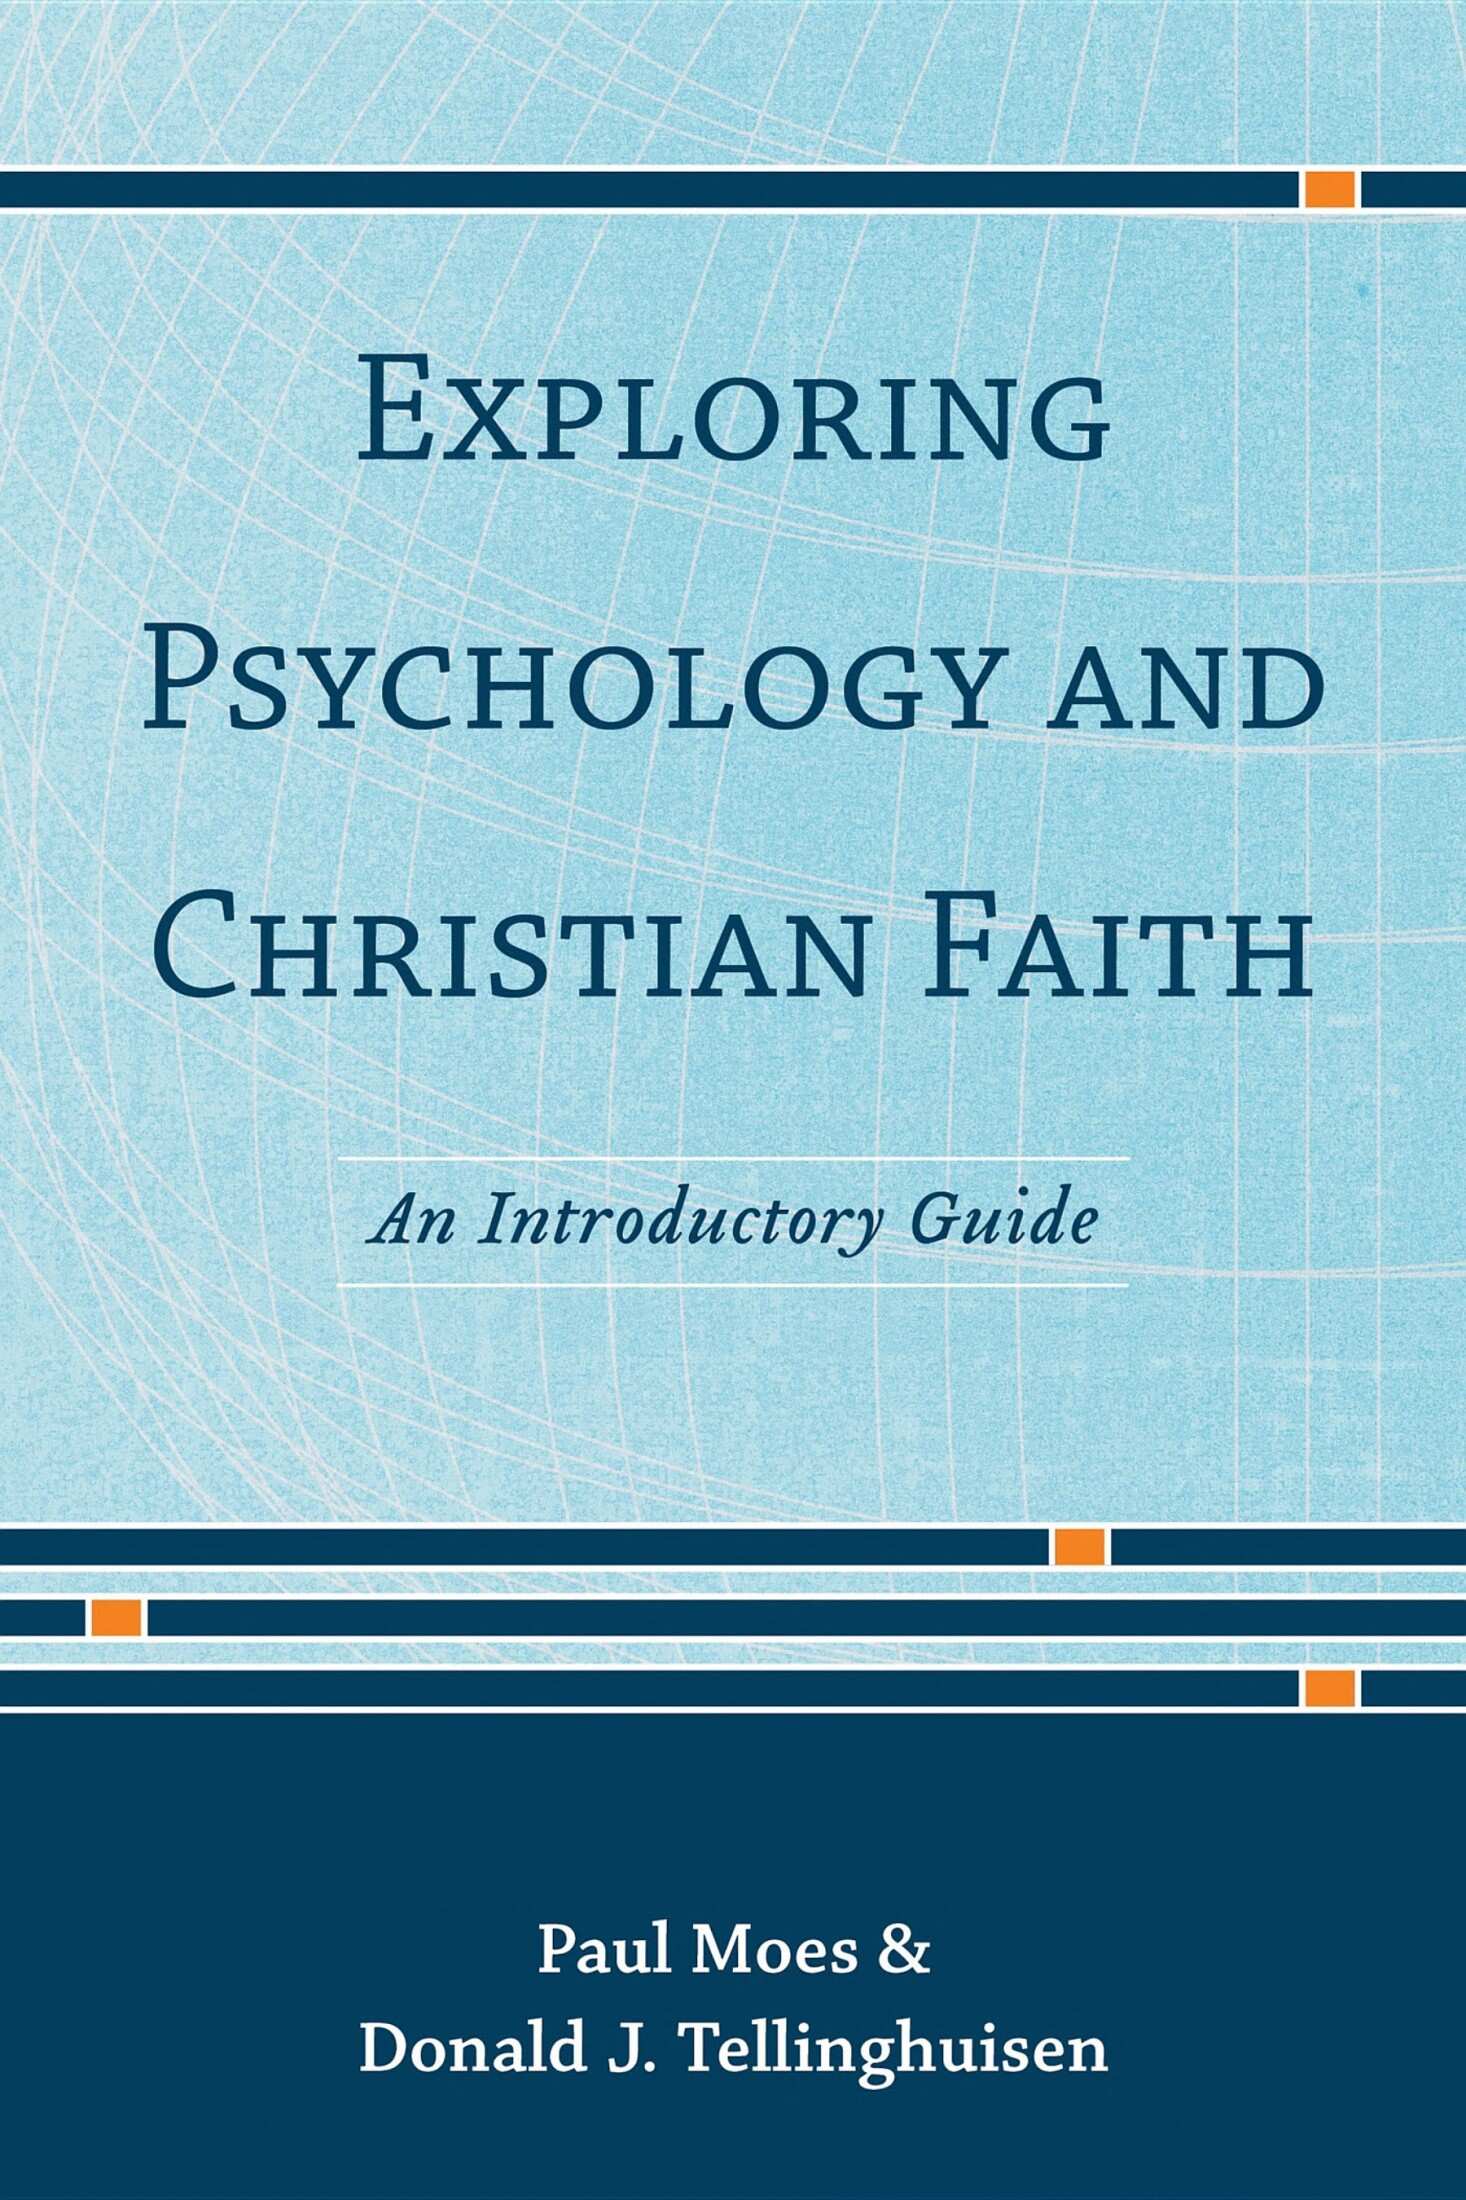 Exploring
Psychology and
Christian Faith
An Introductory Guide
Paul Moes &
Donald J. Tellinghuisen